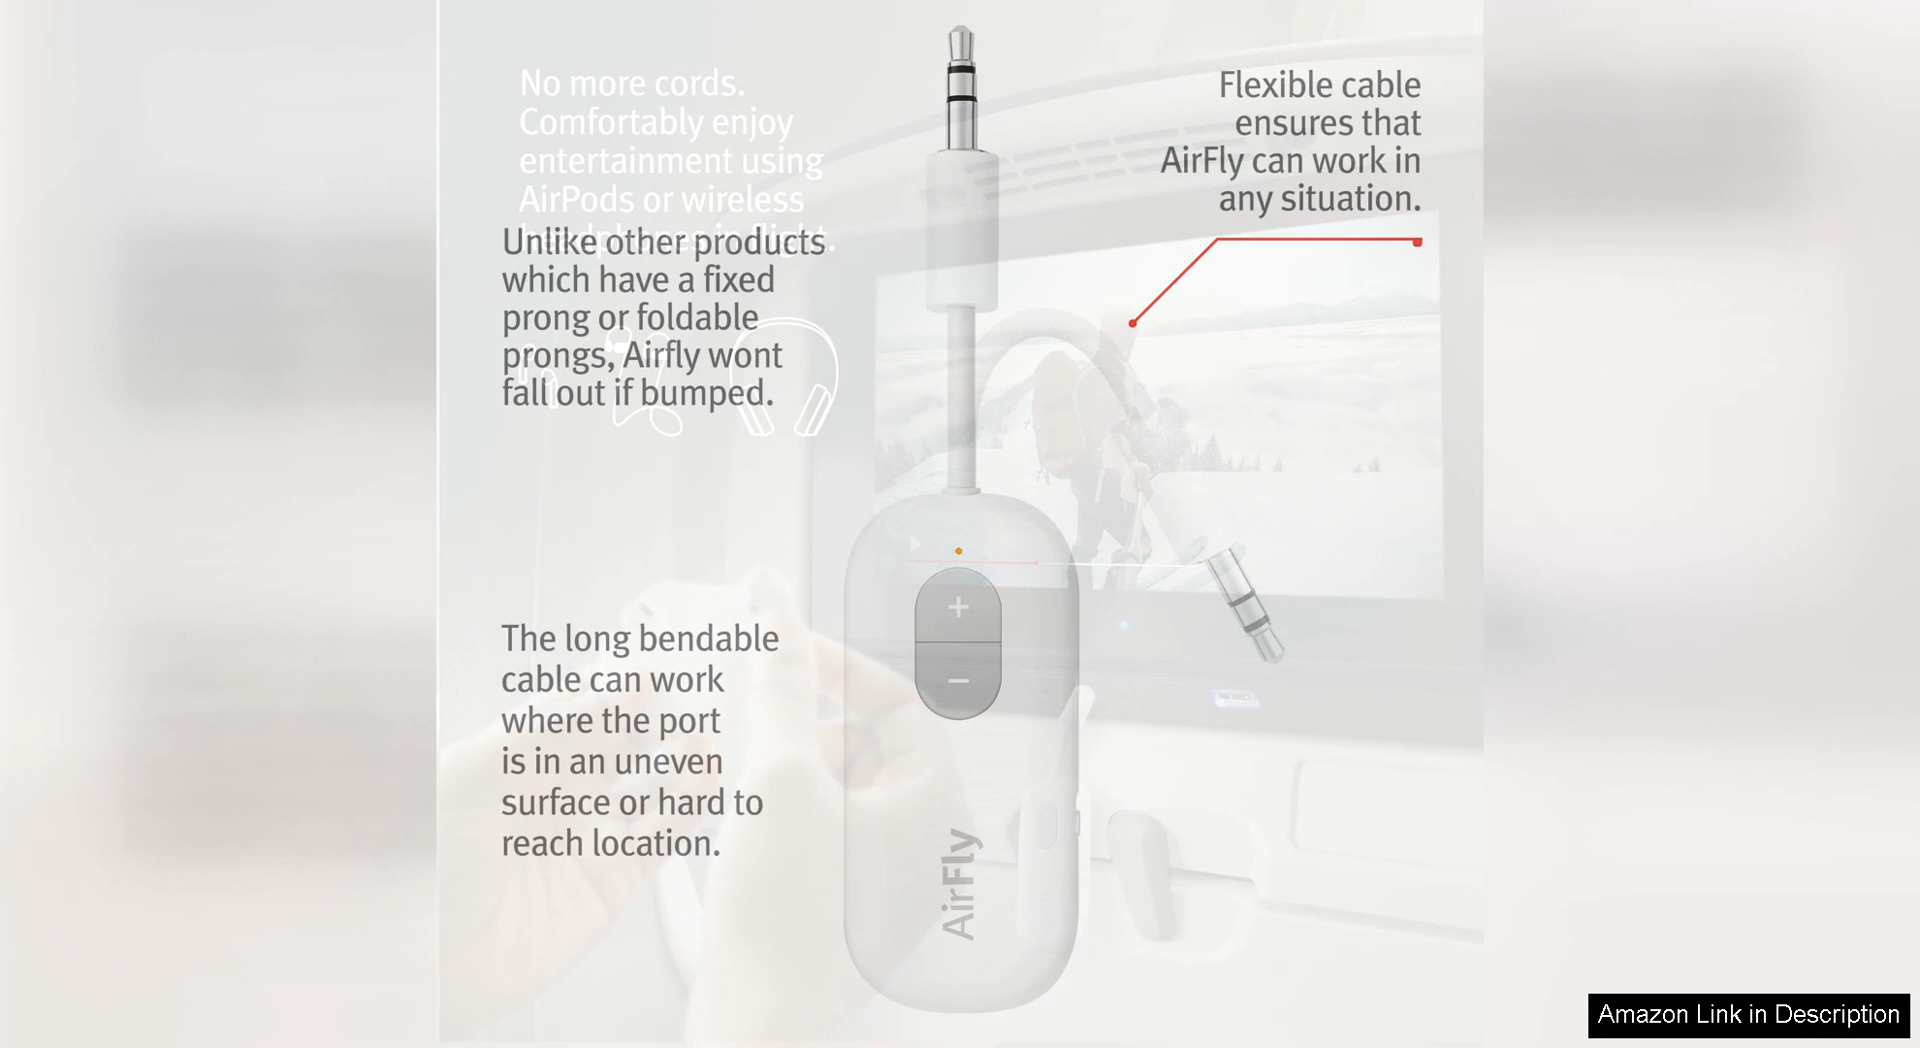 No more cords.
Comfortably enjoy
entertainment using
AirPods or wireless
headphones in flight.
Unlike other products
which have a fixed
prong or foldable
prongs, Airfly wont
fall out if bumped.
The long bendable
cable can work
where the port
is in an uneven
surface or hard to
reach location.
Flexible cable
ensures that
AirFly can work in
any situation.
+
−
AirFly
Amazon Link in Description